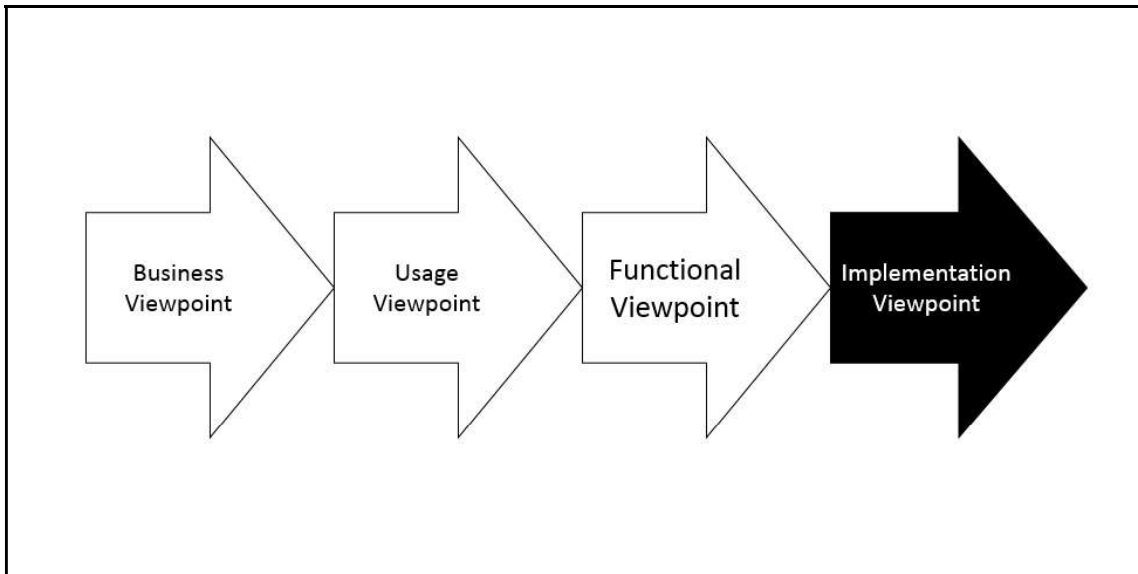 Business
Viewpoint
Usage
Viewpoint
Functional
Viewpoint
Implementation
Viewpoint